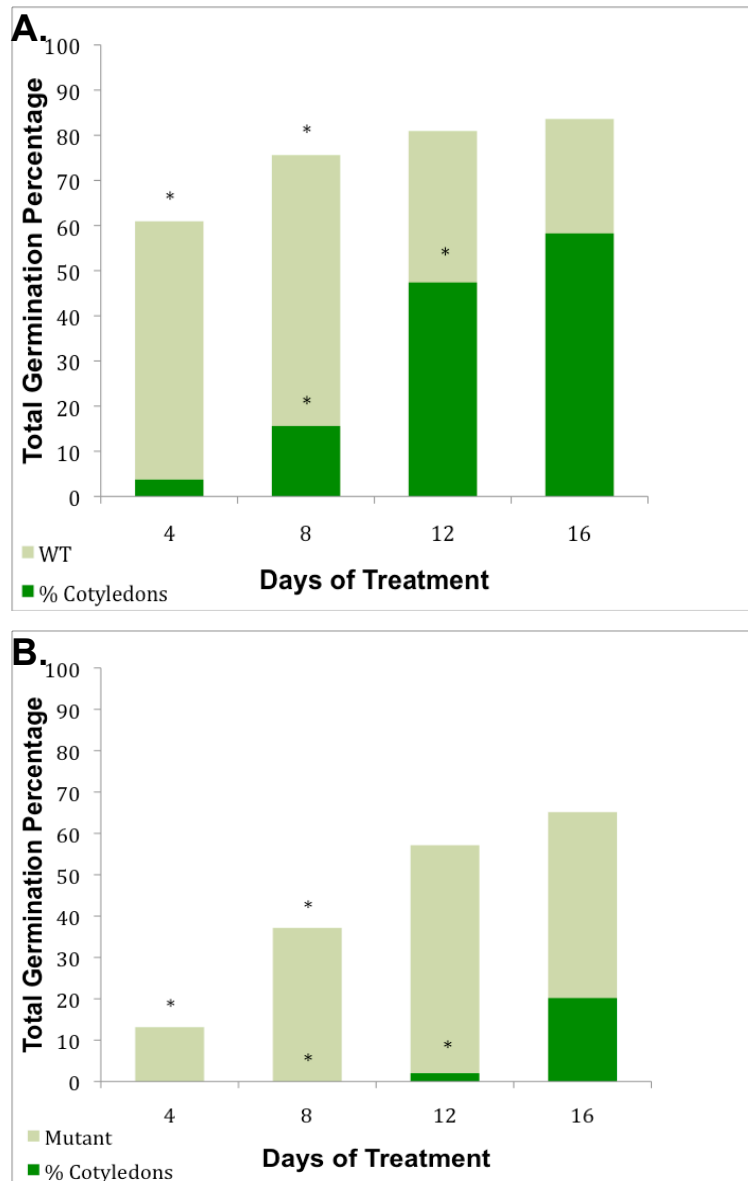 A.
Total Germination Percentage
100
90
80
70
60
50
40
30
20
10
0
*
*
*
*
4 8 12 16
Days of Treatment
WT
% Cotyledons
B.
Total Germination Percentage
100
90
80
70
60
50
40
30
20
10
0
*
*
*
*
4 8 12 16
Days of Treatment
Mutant
% Cotyledons